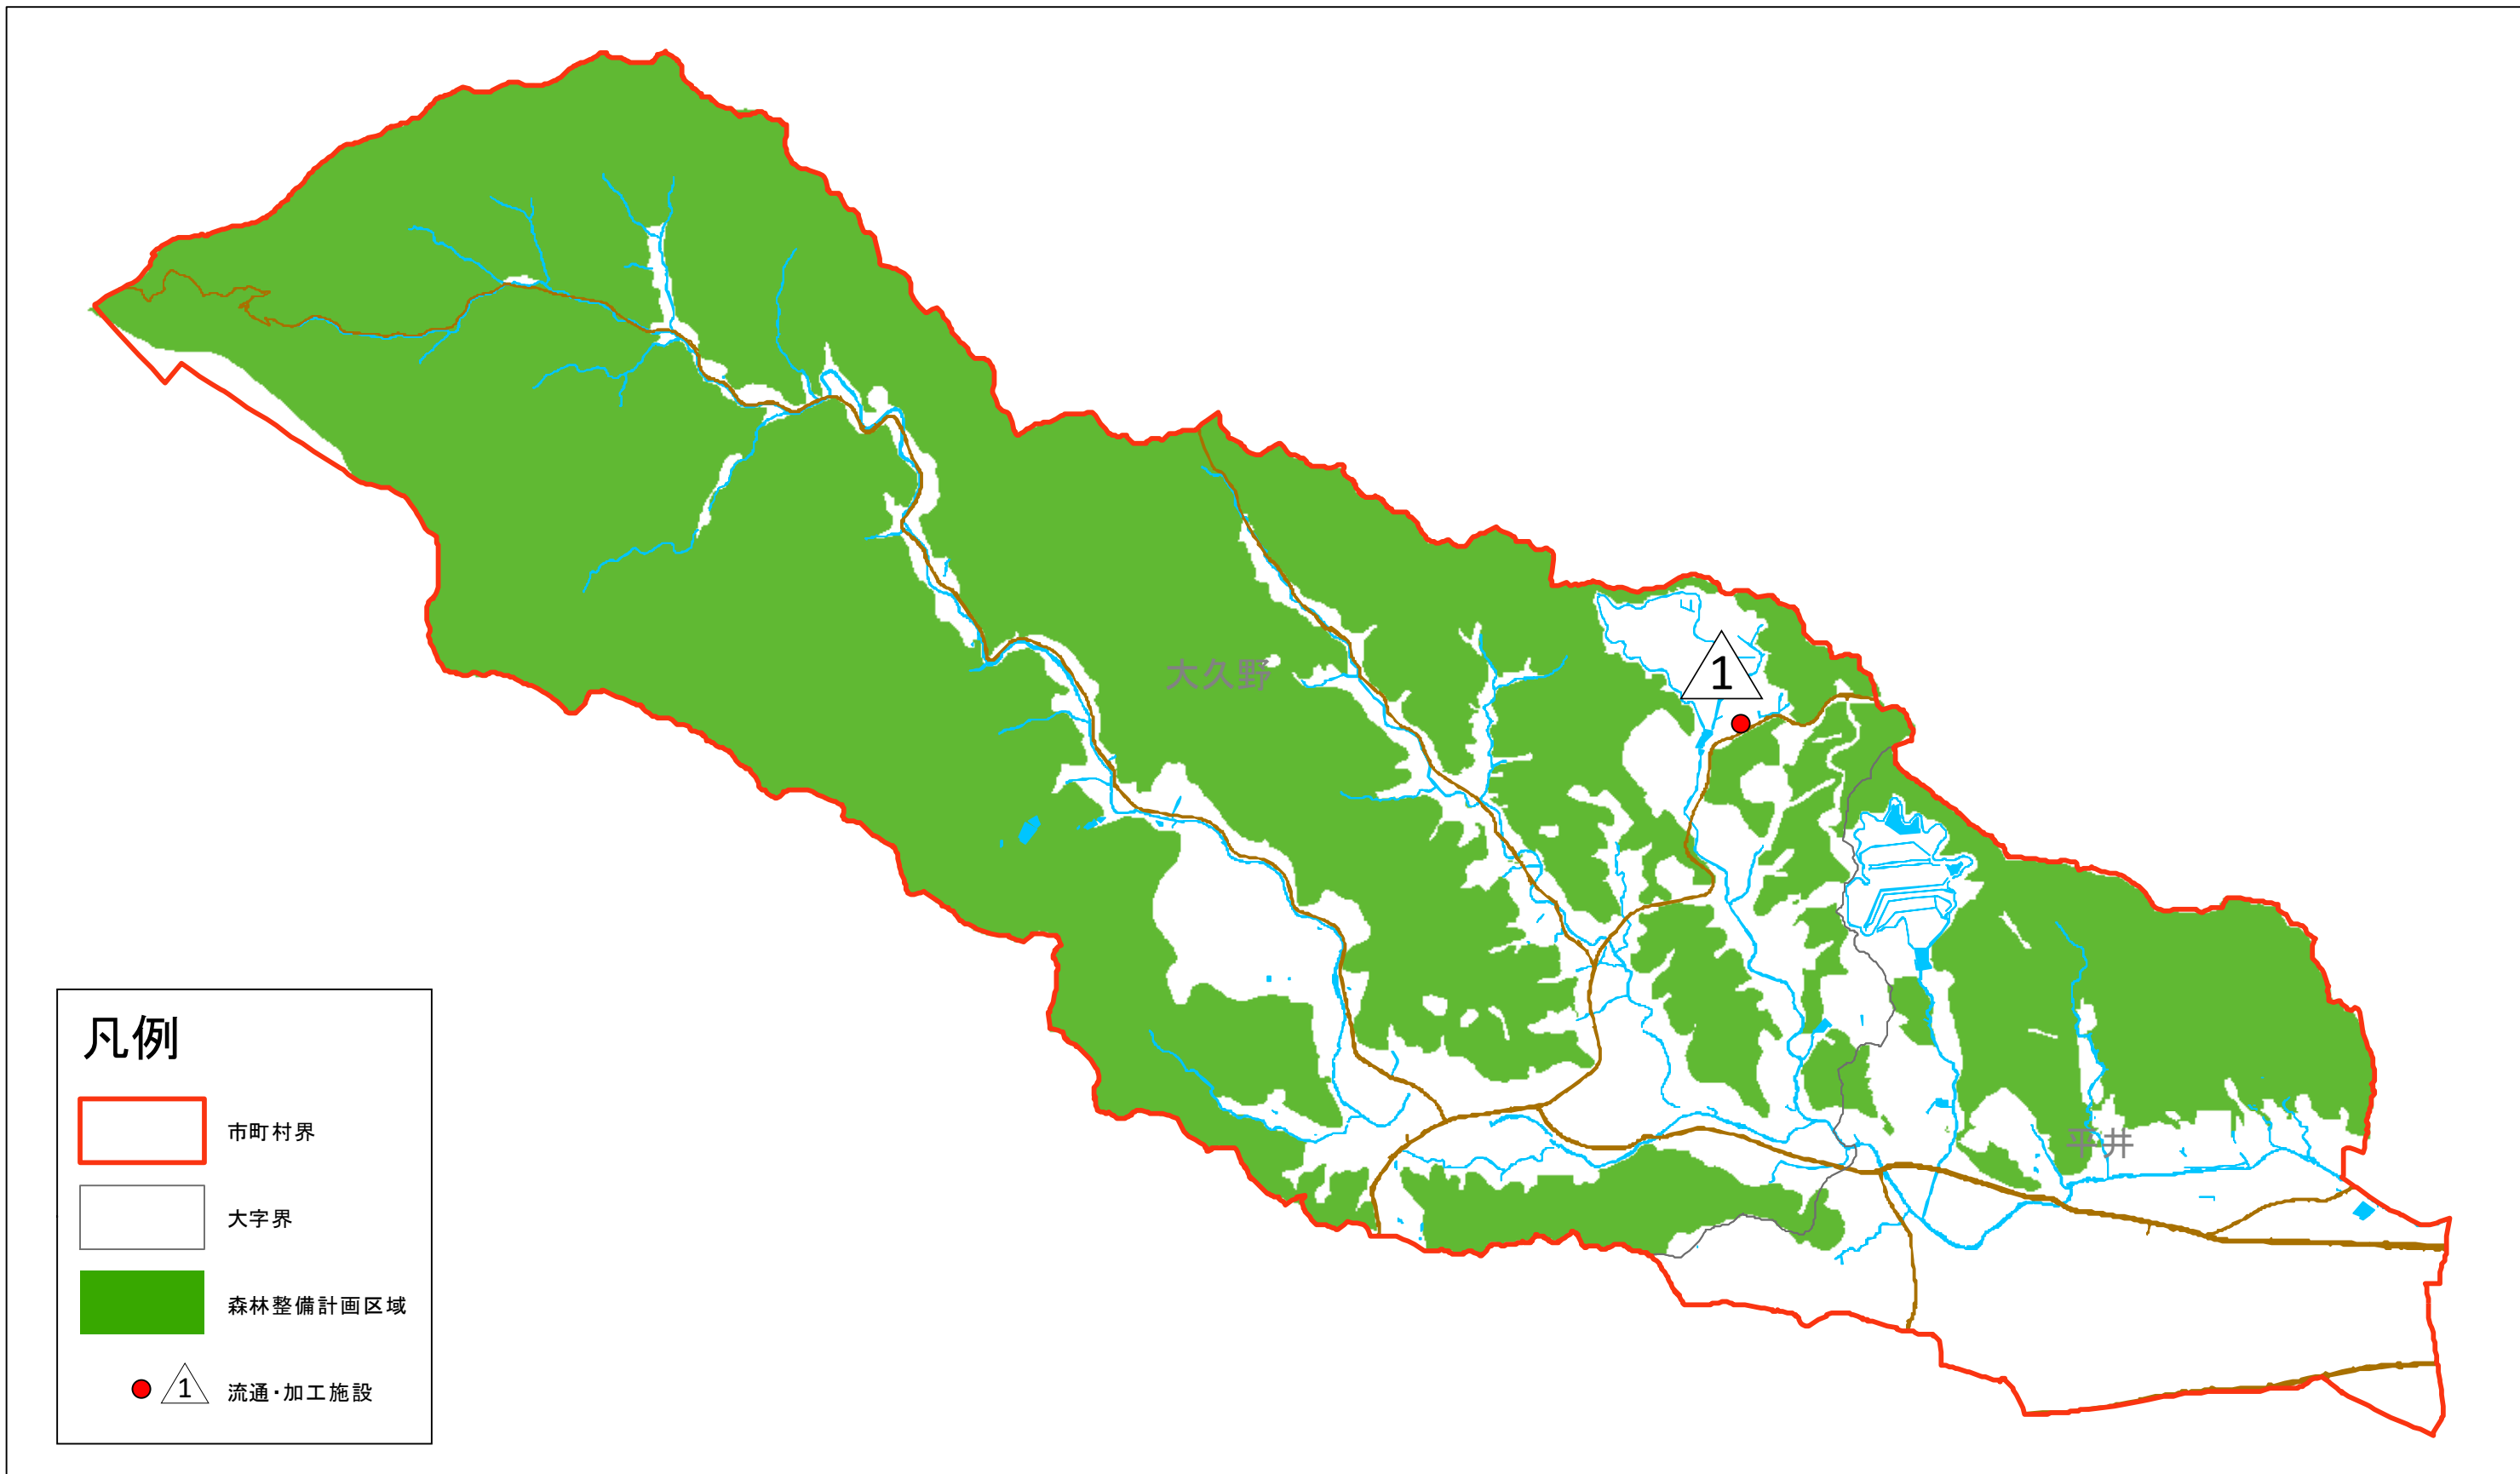 1
大久野
平井
凡例
市町村界
大字界
森林整備計画区域
1 流通・加工施設